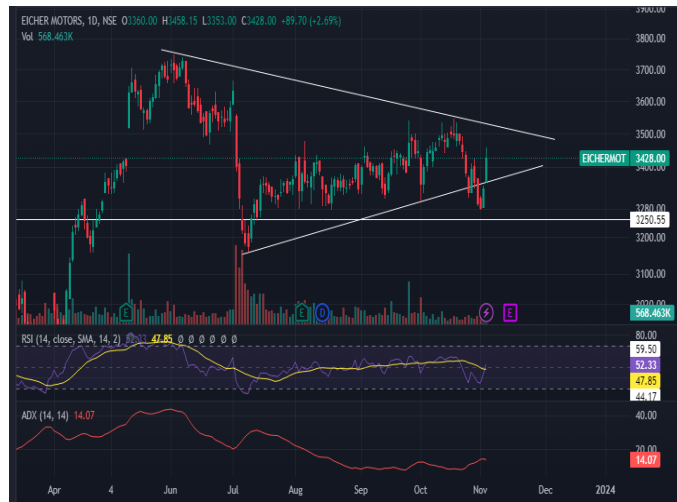 EICHER MOTORS, 1D, NSE O3360.00 H3458.15 L3353.00 C3428.00 +89.70 (+2.69%)
Vol 568.463K
3900.00
3800.00
3700.00
3600.00
3500.00
EICHERMOT 3428.00
3400.00
3280.00
3250.55
3200.00
3100.00
568.463K
E E D E
RSI (14, close, SMA, 14, 2) 52.33 47.85 Ø Ø Ø Ø Ø Ø
80.00
59.50
52.33
47.85
44.17
ADX (14, 14) 14.07
40.00
20.00
14.07
Apr 4 Jun Jul Aug Sep Oct Nov Dec 2024